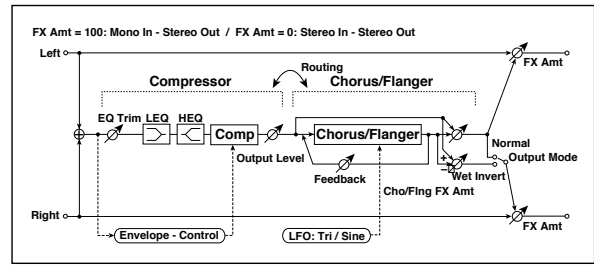 FX Amt = 100: Mono In - Stereo Out / FX Amt = 0: Stereo In - Stereo Out
Left
FX Amt
Routing
Compressor
Chorus/Flanger
EQ Trim
LEQ
HEQ
Comp
Chorus/Flanger
Normal
Output Level
+
Output Mode
Feedback
−
Wet Invert
Cho/Flng FX Amt
Right
FX Amt
Envelope - Control
LFO: Tri / Sine